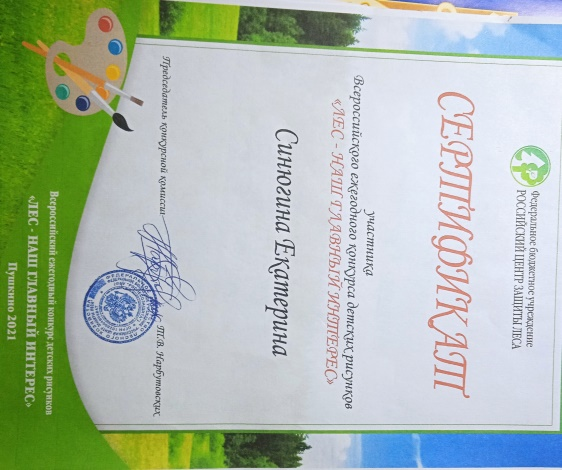 Федеральное бюджетное учреждение
РОССИЙСКИЙ ЦЕНТР ЗАЩИТЫ ЛЕСА
СЕРТИФИКАТ
участника
Всероссийского ежегодного конкурса детских рисунков
«ЛЕС - НАШ ГЛАВНЫЙ ИНТЕРЕС»
Синюгина Екатерина
Председатель конкурсной комиссии Т.В. Нарбутовских
Всероссийский ежегодный конкурс детских рисунков
«ЛЕС - НАШ ГЛАВНЫЙ ИНТЕРЕС»
Пушкино 2021